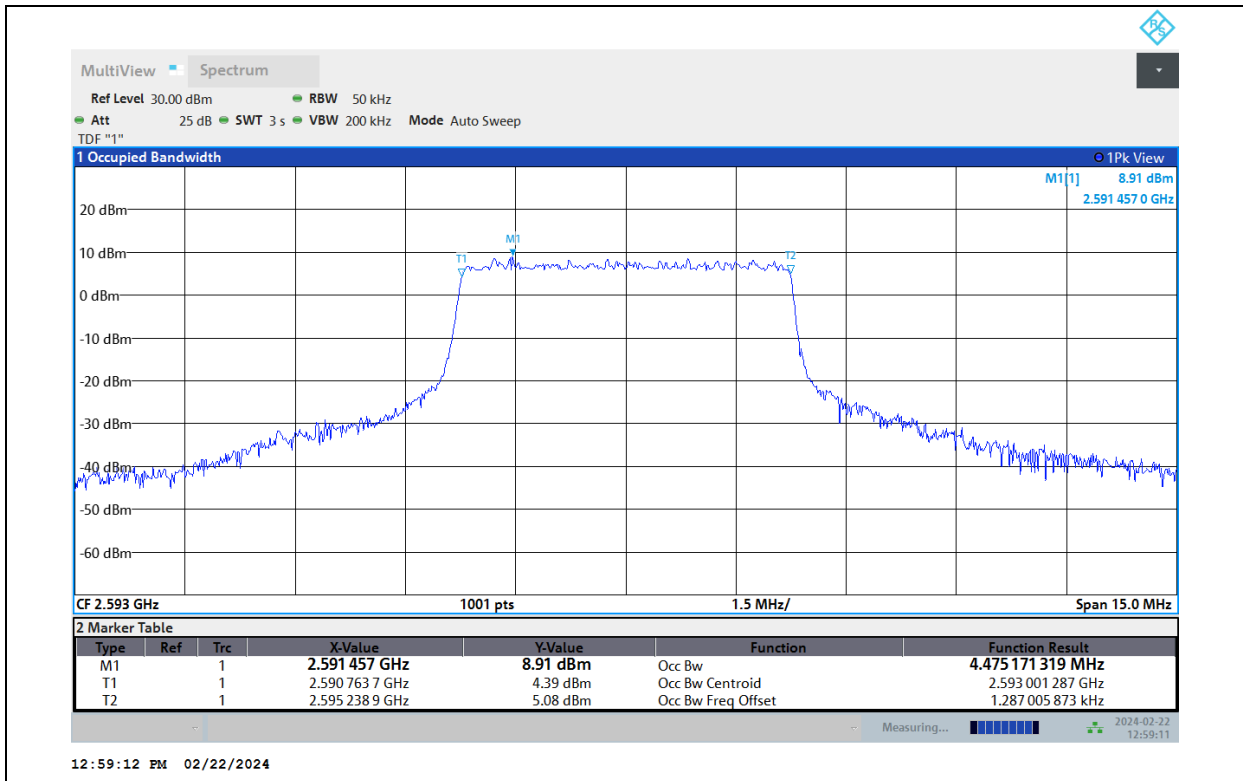 R&S
MultiView Spectrum
Ref Level 30.00 dBm RBW 50 kHz
Att 25 dB SWT 3 s VBW 200 kHz Mode Auto Sweep
TDF "1"
1 Occupied Bandwidth 1Pk View
M1[1] 8.91 dBm
2.591 457 0 GHz
20 dBm
M1
10 dBm
T1 T2
0 dBm
-10 dBm
-20 dBm
-30 dBm
-40 dBm
-50 dBm
-60 dBm
CF 2.593 GHz 1001 pts 1.5 MHz/ Span 15.0 MHz
2 Marker Table
Type Ref Trc X-Value Y-Value Function Function Result
M1 1 2.591 457 GHz 8.91 dBm Occ Bw 4.475 171 319 MHz
T1 1 2.590 763 7 GHz 4.39 dBm Occ Bw Centroid 2.593 001 287 GHz
T2 1 2.595 238 9 GHz 5.08 dBm Occ Bw Freq Offset 1.287 005 873 kHz
Measuring... 2024-02-22
12:59:11
12:59:12 PM 02/22/2024